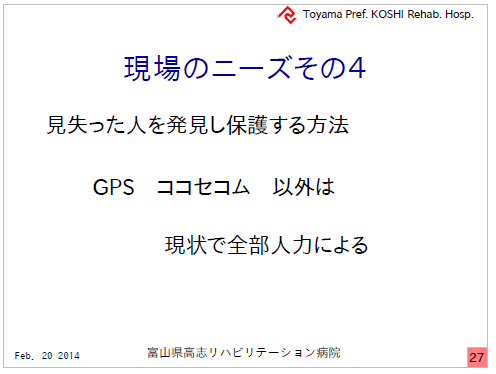 Toyama Pref. KOSHI Rehab. Hosp.
現場のニーズその４
見失った人を発見し保護する方法
GPS　ココセコム　以外は
現状で全部人力による
Feb. 20 2014
富山県高志リハビリテーション病院
27